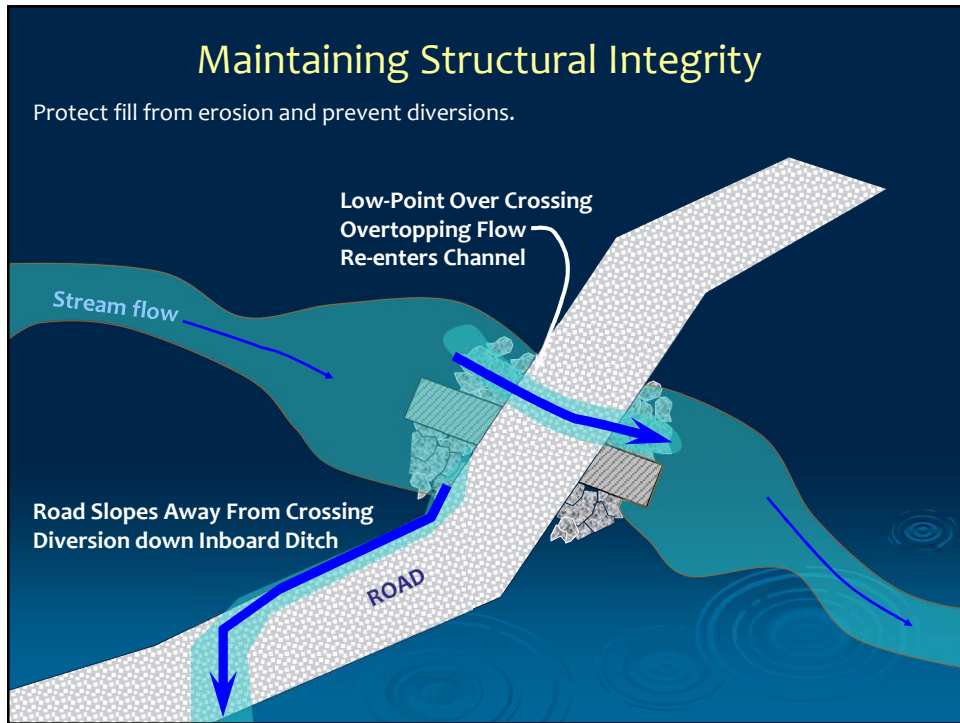 Maintaining Structural Integrity
Protect fill from erosion and prevent diversions.
Low-Point Over Crossing
Overtopping Flow
Re-enters Channel
Stream flow
Road Slopes Away From Crossing
Diversion down Inboard Ditch
ROAD